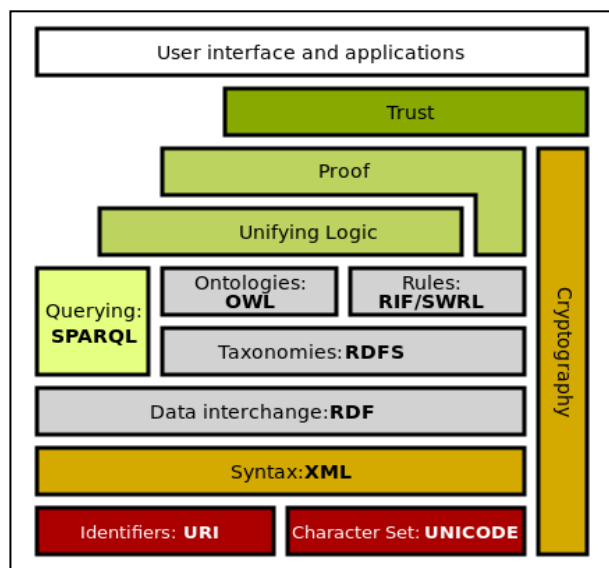 User interface and applications
Trust
Proof
Unifying Logic
Querying:
SPARQL
Ontologies:
OWL
Rules:
RIF/SWRL
Taxonomies:RDFS
Data interchange:RDF
Syntax:XML
Identifiers: URI
Character Set: UNICODE
Cryptography